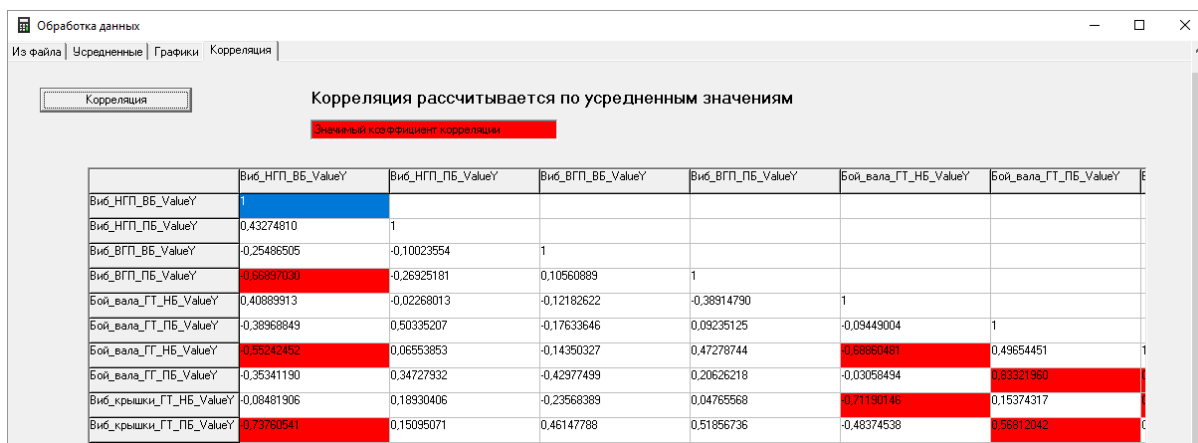 Обработка данных
Из файла Усредненные Графики Корреляция
Корреляция Корреляция рассчитывается по усредненным значениям
Значимый коэффициент корреляции
Виб_НГП_ВБ_ValueY Виб_НГП_ПБ_ValueY Виб_ВГП_ВБ_ValueY Виб_ВГП_ПБ_ValueY Бой_вала_ГТ_НБ_ValueY Бой_вала_ГТ_ПБ_ValueY
Виб_НГП_ВБ_ValueY 1
Виб_НГП_ПБ_ValueY 0,43274810 1
Виб_ВГП_ВБ_ValueY -0,25486505 -0,10023554 1
Виб_ВГП_ПБ_ValueY -0,66897030 -0,26925181 0,10560889 1
Бой_вала_ГТ_НБ_ValueY 0,40889913 -0,02268013 -0,12182622 -0,38914790 1
Бой_вала_ГТ_ПБ_ValueY -0,38968849 0,50335207 -0,17633646 0,09235125 -0,09449004 1
Бой_вала_ГГ_НБ_ValueY -0,55242452 0,06553853 -0,14350327 0,47278744 -0,68860481 0,49654451 1
Бой_вала_ГГ_ПБ_ValueY -0,35341190 0,34727932 -0,42977499 0,20626218 -0,03058494 0,83321960
Виб_крышки_ГТ_НБ_ValueY -0,08481906 0,18930406 -0,23568389 0,04765568 -0,71190146 0,15374317
Виб_крышки_ГТ_ПБ_ValueY -0,73760541 0,15095071 0,46147788 0,51856736 -0,48374538 0,56812042